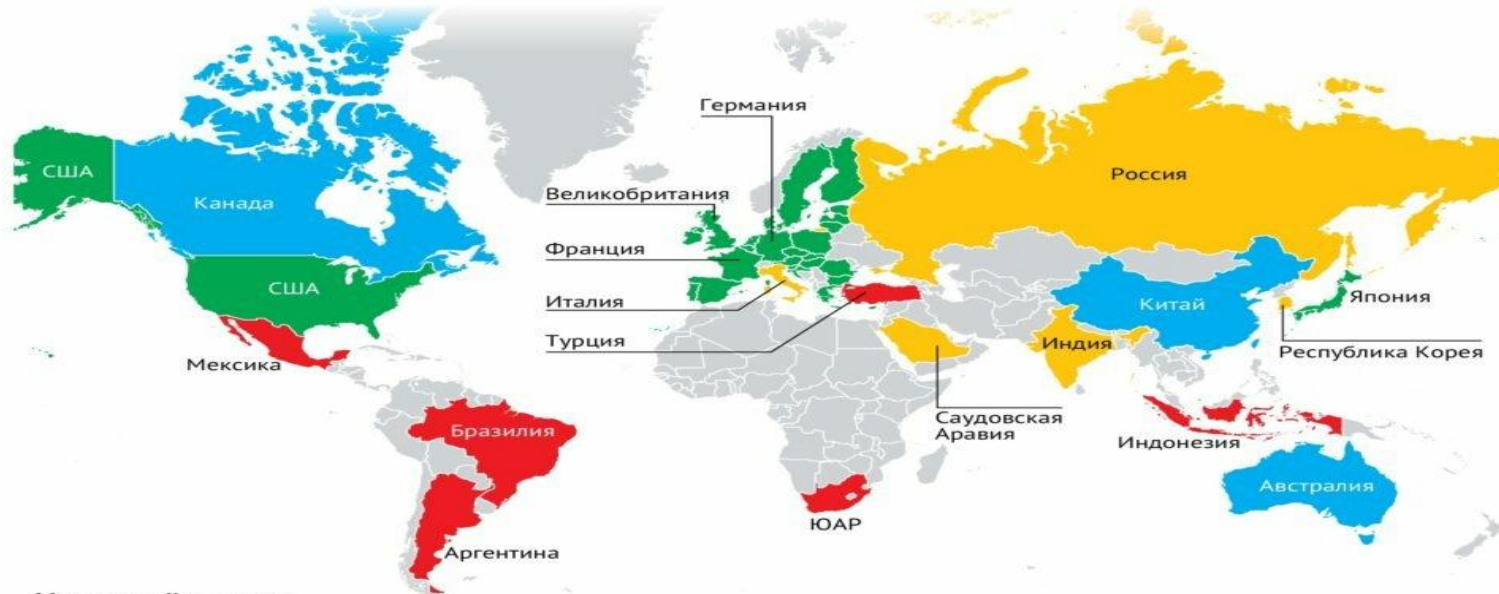 Германия
США
Россия
Великобритания
Канада
Франция
США
Италия
Китай
Япония
Турция
Индия
Республика Корея
Мексика
Саудовская
Аравия
Бразилия
Индонезия
Австралия
ЮАР
Аргентина